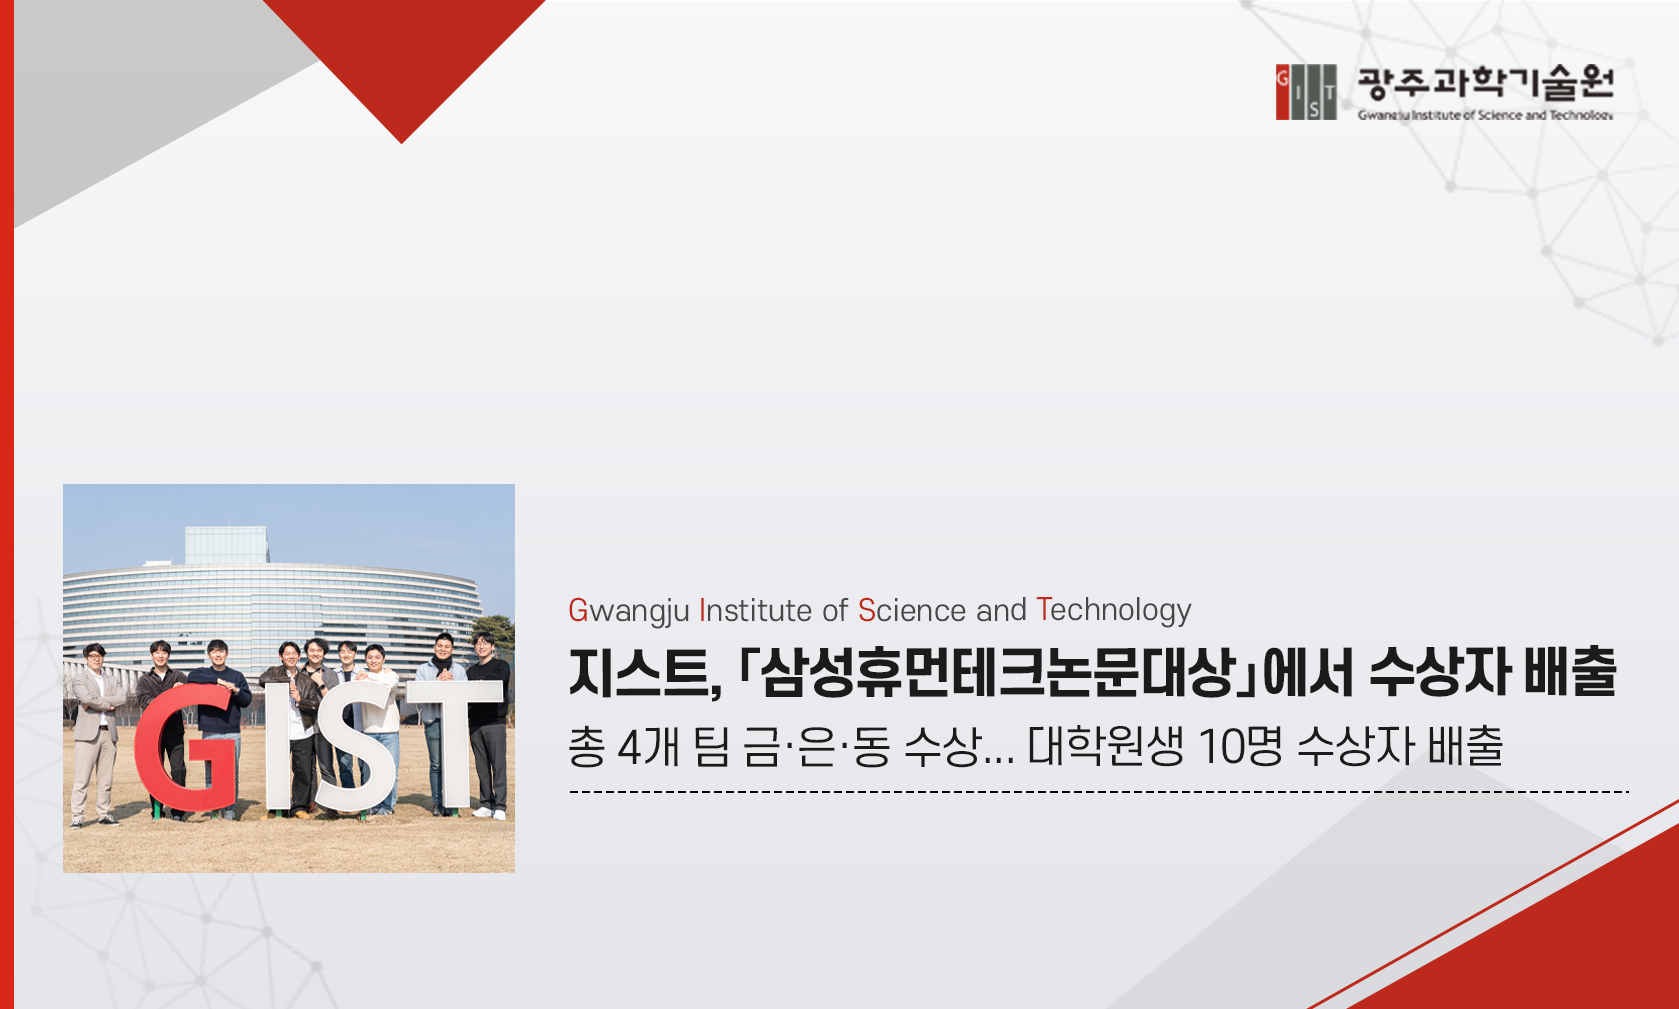 GIST
광주과학기술원
Gwangju Institute of Science and Technology
GIST
Gwangju Institute of Science and Technology
지스트, 「삼성휴먼테크논문대상」에서 수상자 배출
총 4개 팀 금·은·동 수상... 대학원생 10명 수상자 배출